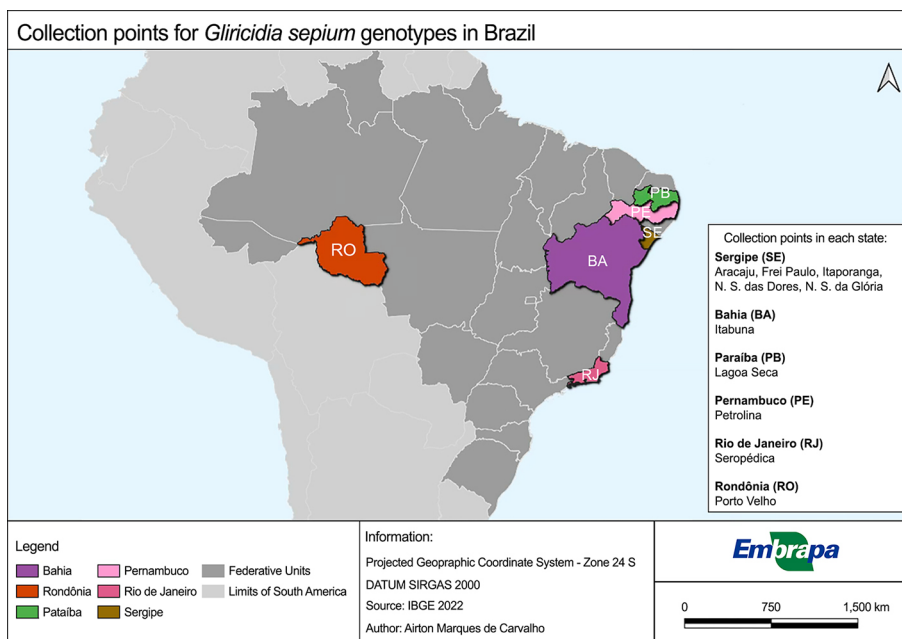 Collection points for Gliricidia sepium genotypes in Brazil
PB
PE
SE
RO
BA
RJ
Collection points in each state:
Sergipe (SE)
Aracaju, Frei Paulo, Itaporanga,
N. S. das Dores, N. S. da Glória
Bahia (BA)
Itabuna
Paraíba (PB)
Lagoa Seca
Pernambuco (PE)
Petrolina
Rio de Janeiro (RJ)
Seropédica
Rondônia (RO)
Porto Velho
Legend
Bahia
Pernambuco
Federative Units
Rondônia
Rio de Janeiro
Limits of South America
Pataíba
Sergipe
Information:
Projected Geographic Coordinate System - Zone 24 S
DATUM SIRGAS 2000
Source: IBGE 2022
Author: Airton Marques de Carvalho
Embrapa
0 750 1,500 km